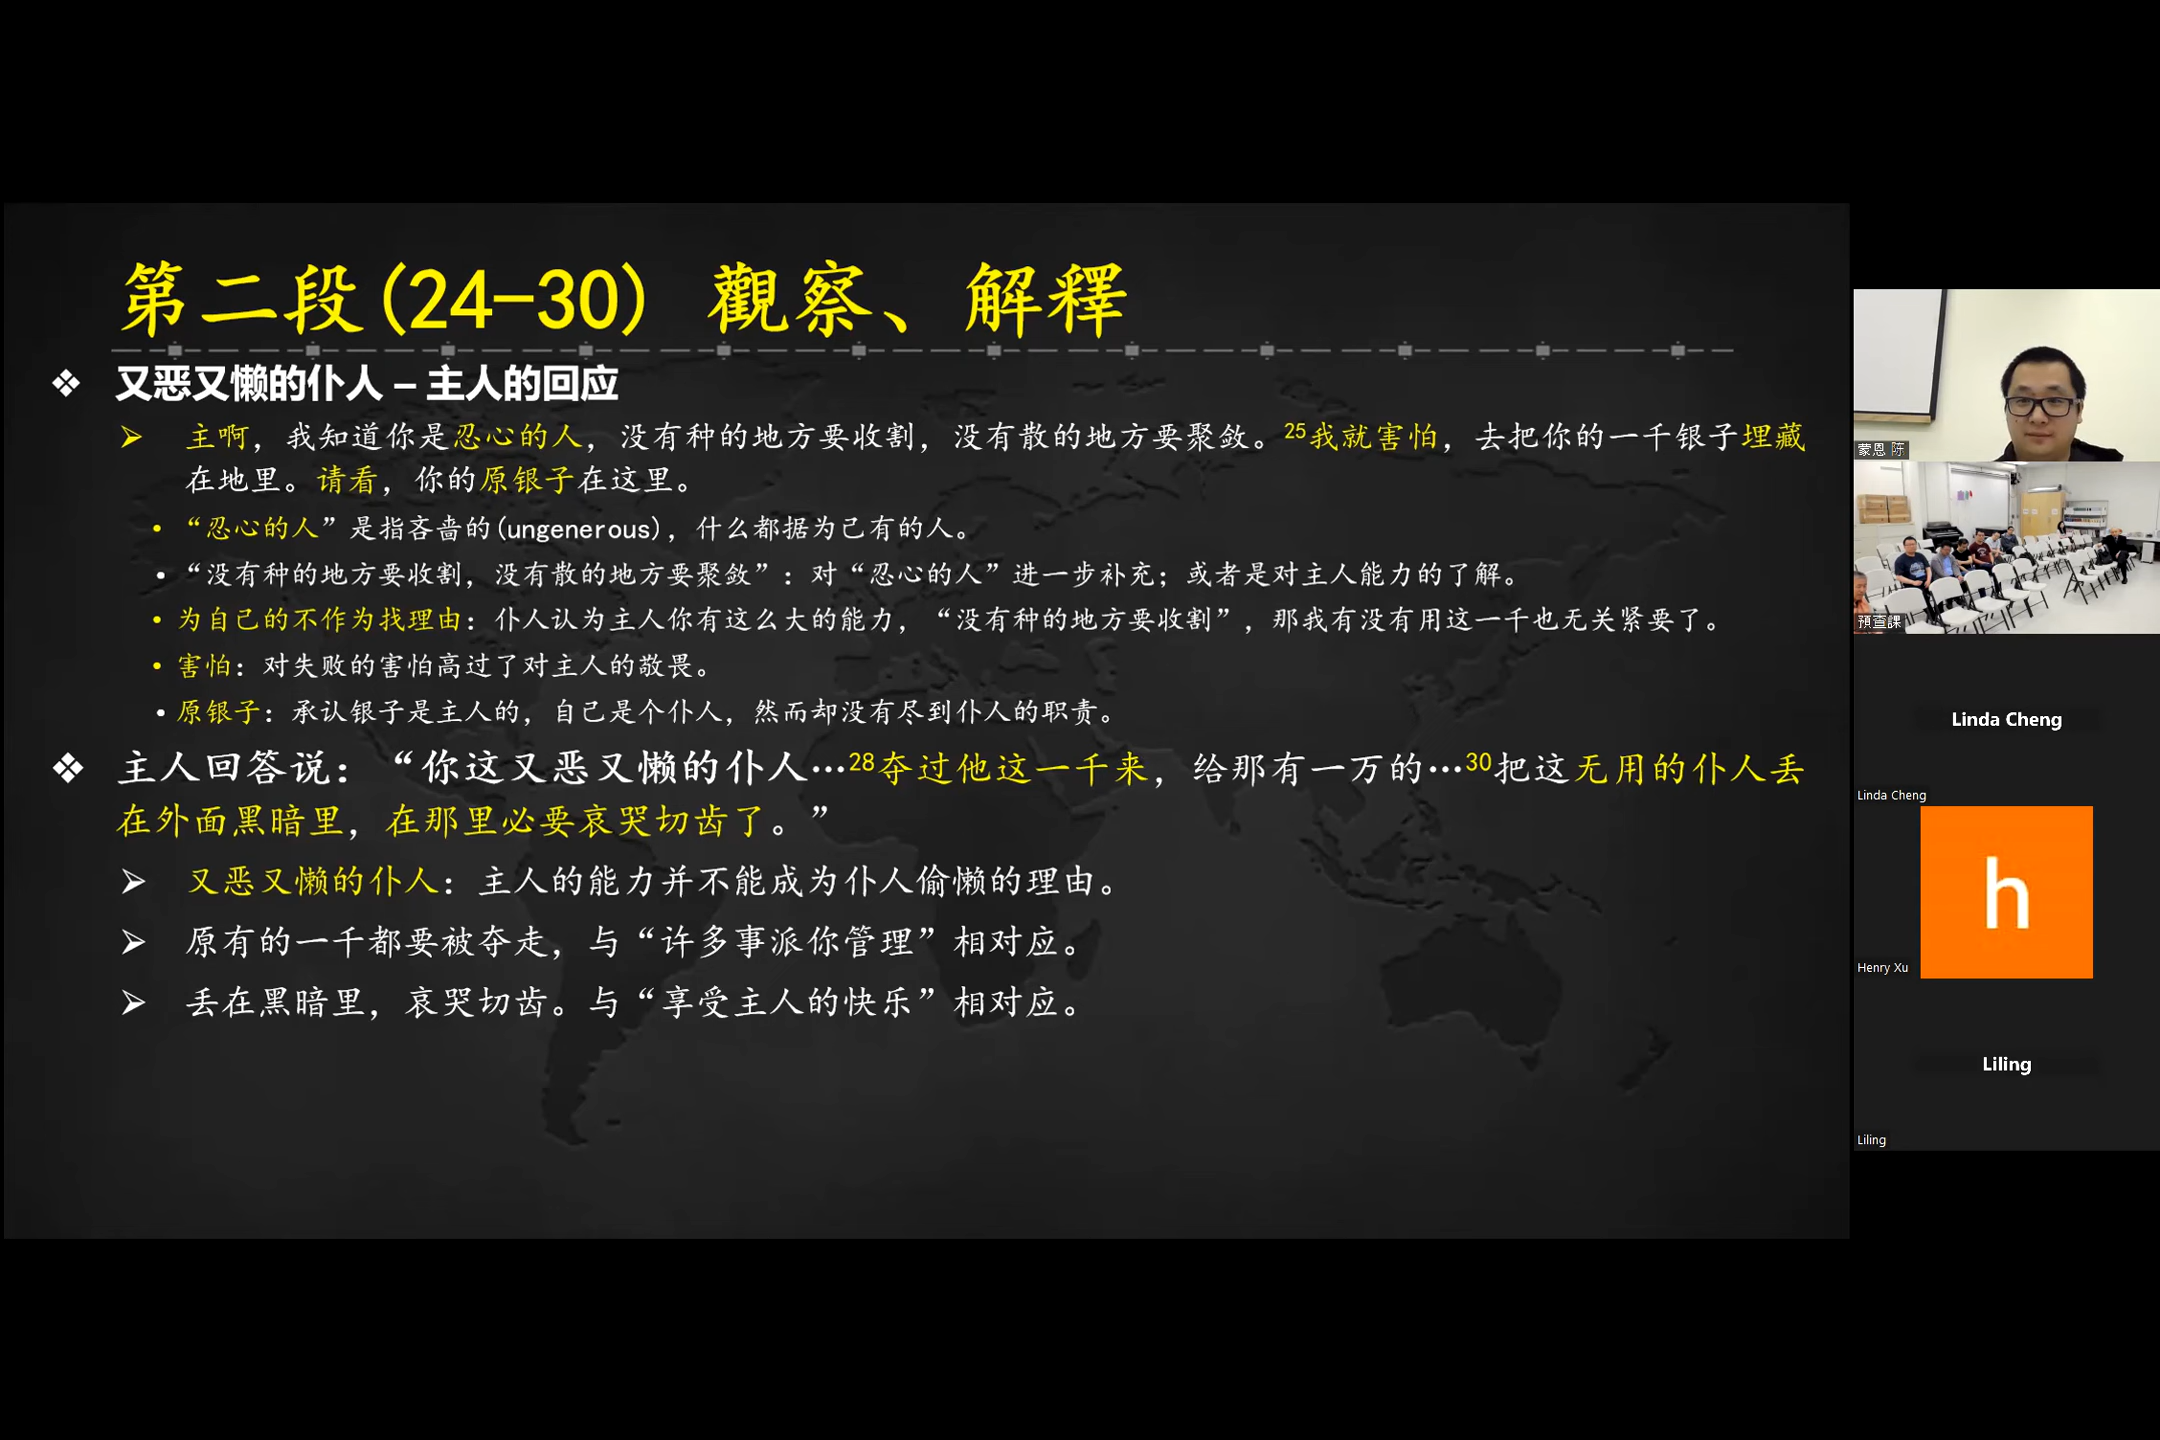 第二段(24-30) 觀察、解釋
❖ 又恶又懒的仆人 – 主人的回应
➢ 主啊，我知道你是忍心的人，没有种的地方要收割，没有散的地方要聚敛。25我就害怕，去把你的一千银子埋藏
在地里。请看，你的原银子在这里。
• “忍心的人”是指吝啬的(ungenerous)，什么都据为己有的人。
• “没有种的地方要收割，没有散的地方要聚敛”：对“忍心的人”进一步补充；或者是对主人能力的了解。
• 为自己的不作为找理由：仆人认为主人你有这么大的能力，“没有种的地方要收割”，那我有没有用这一千也无关紧要了。
• 害怕：对失败的害怕高过了对主人的敬畏。
• 原银子：承认银子是主人的，自己是个仆人，然而却没有尽到仆人的职责。
❖ 主人回答说：“你这又恶又懒的仆人…28夺过他这一千来，给那有一万的…30把这无用的仆人丢
在外面黑暗里，在那里必要哀哭切齿了。”
➢ 又恶又懒的仆人：主人的能力并不能成为仆人偷懒的理由。
➢ 原有的一千都要被夺走，与“许多事派你管理”相对应。
➢ 丢在黑暗里，哀哭切齿。与“享受主人的快乐”相对应。
蒙恩 陈
預查課
Linda Cheng
Linda Cheng
h
Henry Xu
Liling
Liling